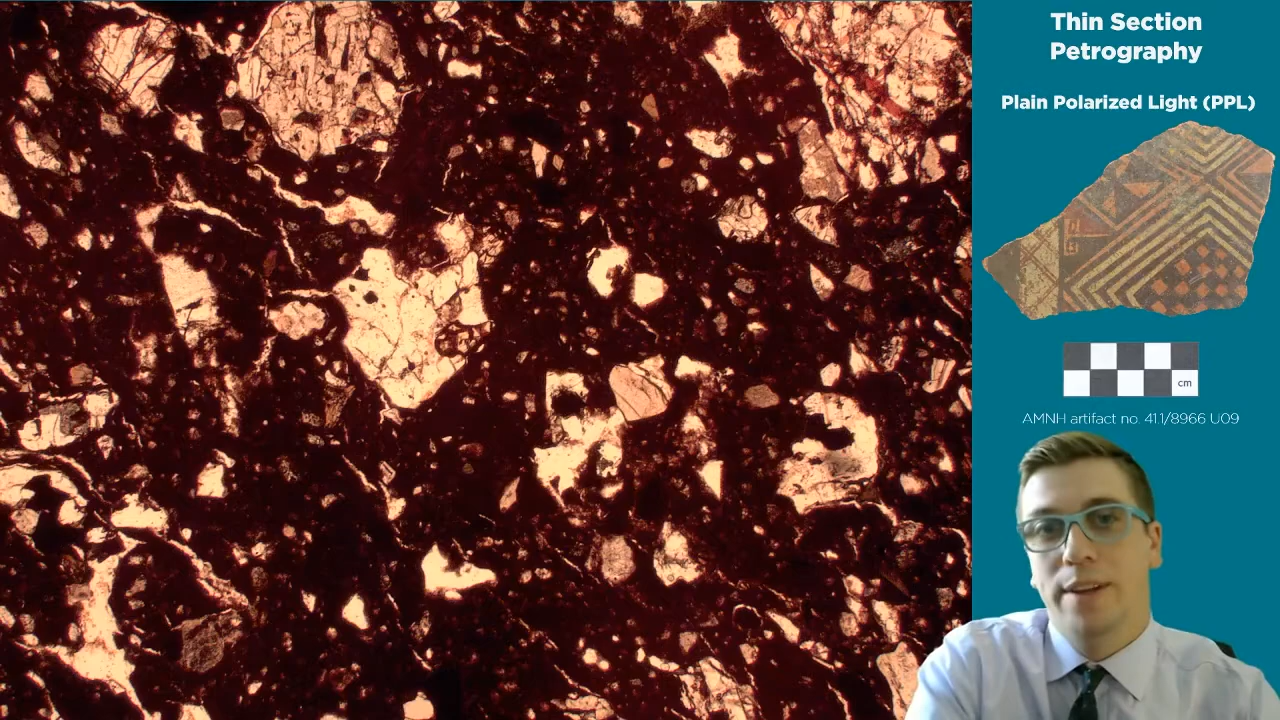 Thin Section
Petrography
Plain Polarized Light (PPL)
cm
AMNH artifact no. 41.1/8966 U09